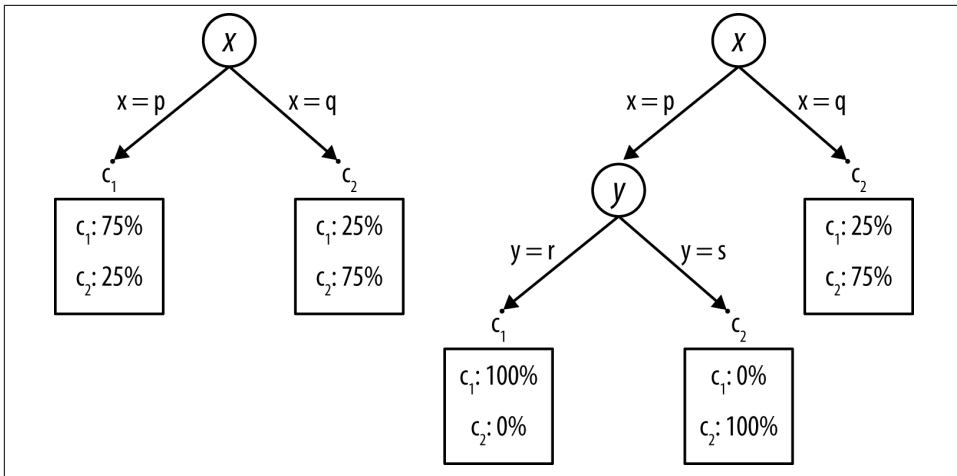 x
x = p
x = q
c₁
c₁: 75%
c₂: 25%
c₂
c₁: 25%
c₂: 75%
x
x = p
x = q
y
y = r
y = s
c₁
c₁: 100%
c₂: 0%
c₂
c₁: 0%
c₂: 100%
c₂
c₁: 25%
c₂: 75%